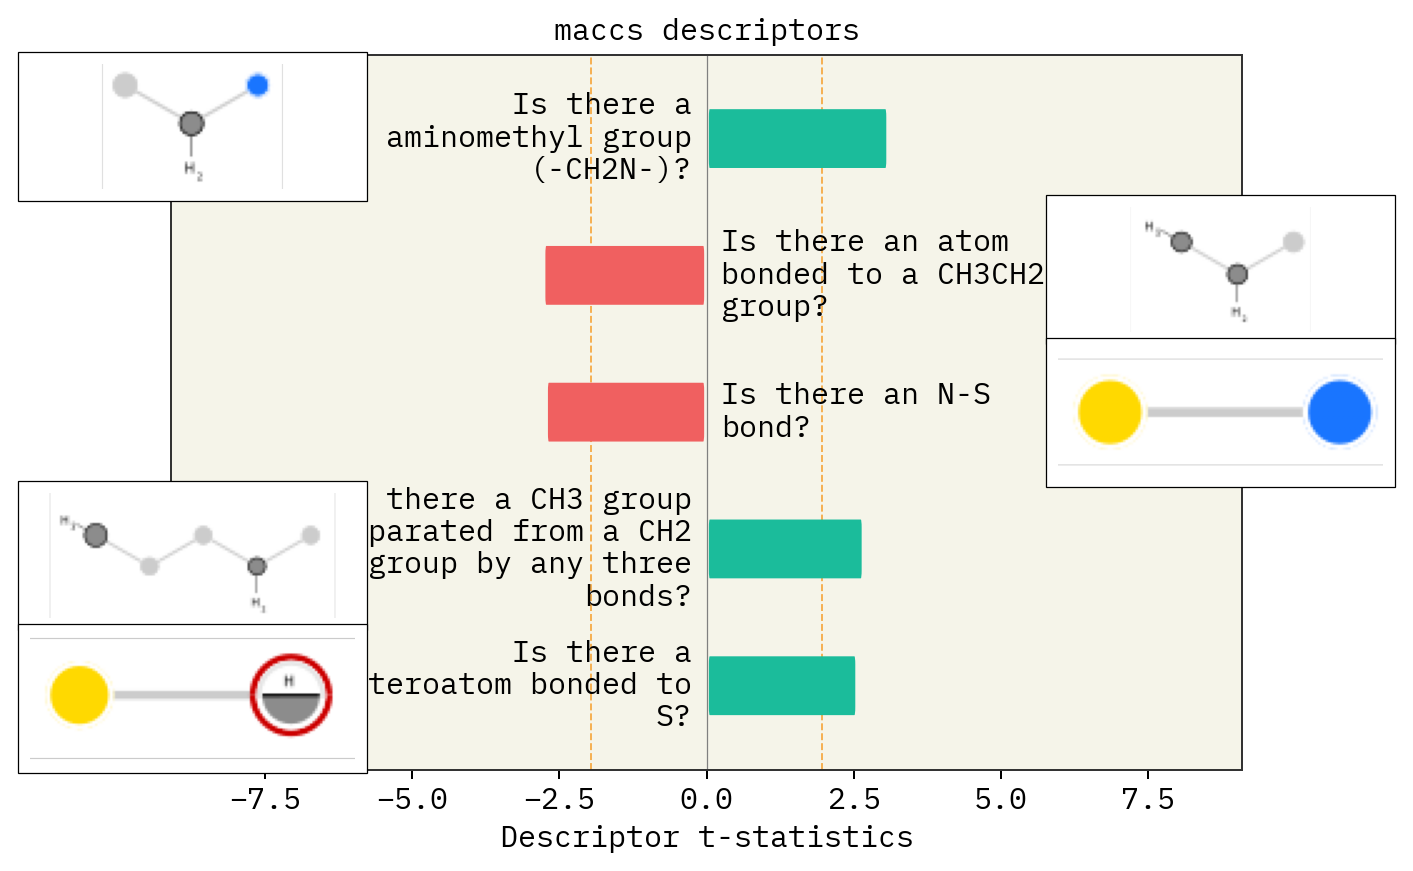 maccs descriptors
Is there a
aminomethyl group
(-CH2N-)?
H2
Is there an atom
bonded to a CH3CH2
group?
H3
Is there an N-S
bond?
there a CH3 group
parated from a CH2
group by any three
bonds?
H3
Is there a
teroatom bonded to
S?
H
−7.5 −5.0 −2.5 0.0 2.5 5.0 7.5
Descriptor t-statistics